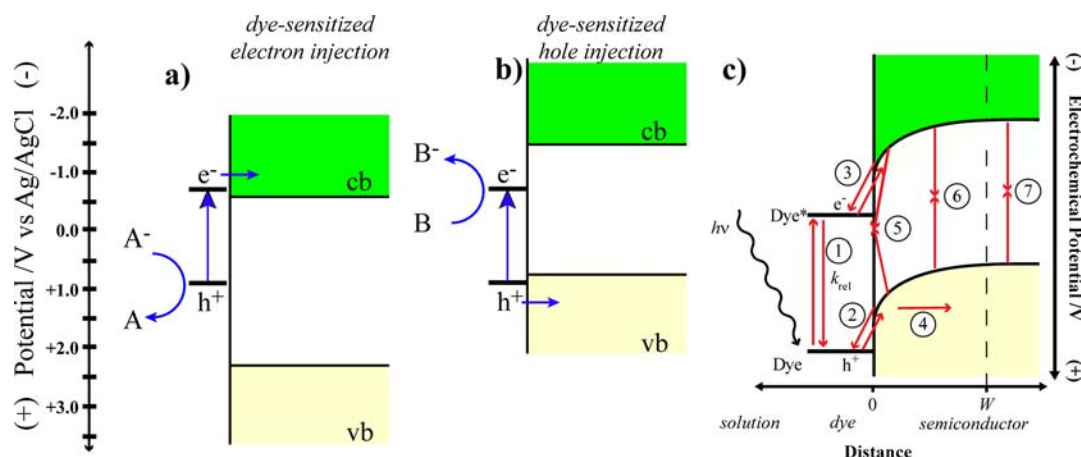 dye-sensitized
electron injection
dye-sensitized
hole injection
a)
b)
c)
(+) Potential /V vs Ag/AgCl (-)
-2.0
-1.0
0.0
+1.0
+2.0
+3.0
e-
cb
A-
A
h+
vb
cb
B-
e-
B
h+
vb
hν
Dye*
e-
3
1
k rel
5
6
7
2
4
Dye
h+
0
W
solution
dye
semiconductor
Distance
(-)
Electrochemical Potential /V
(+)